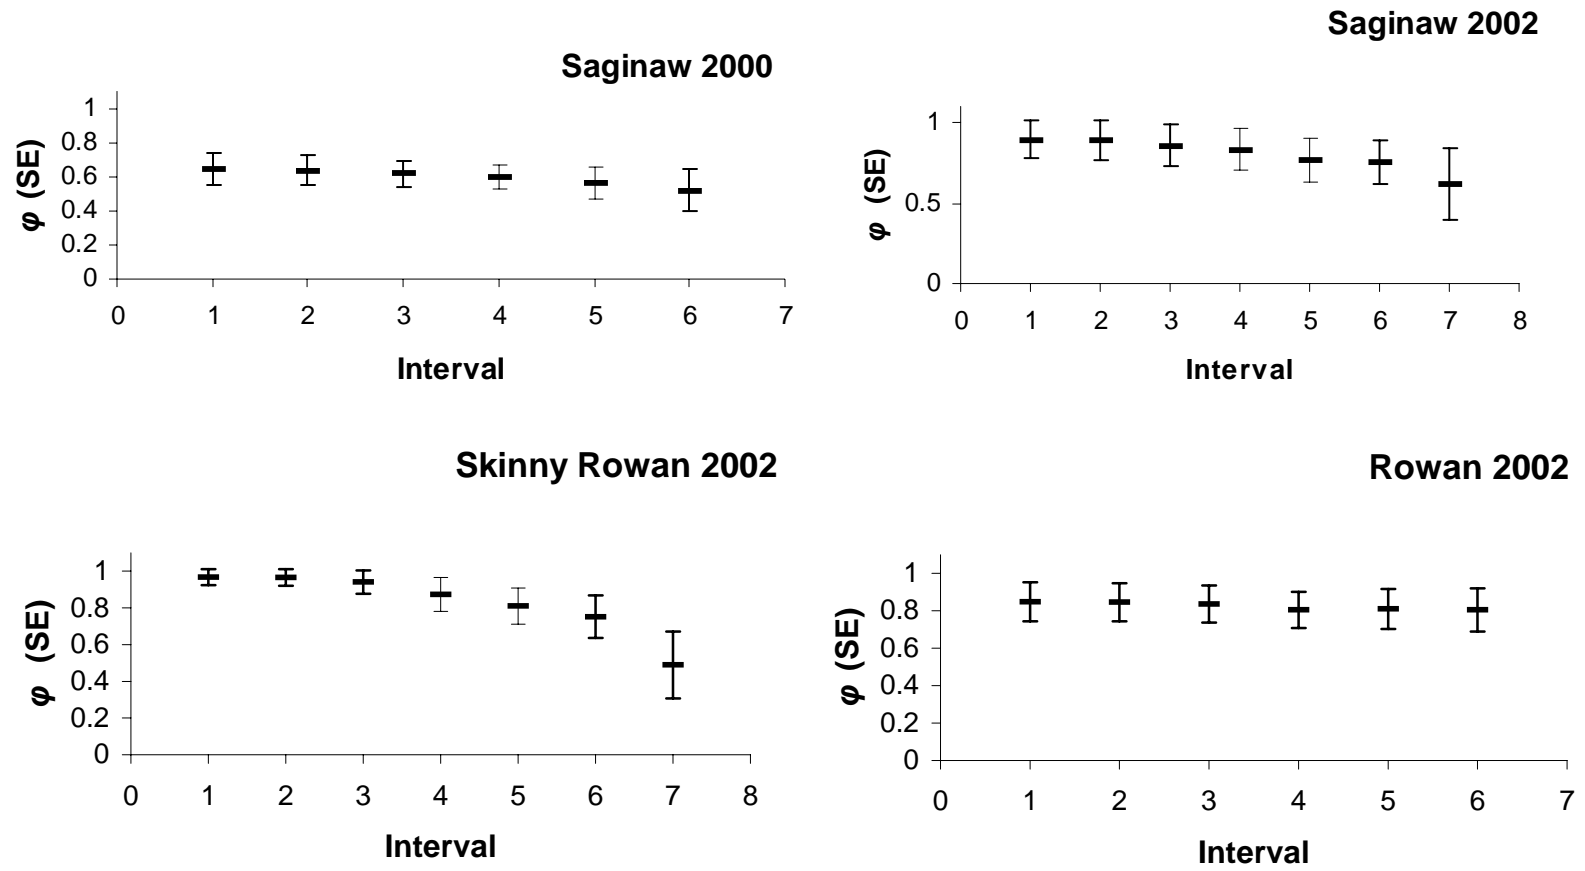 Saginaw 2000
1
0.8
0.6
0.4
0.2
0
φ (SE)
0 1 2 3 4 5 6 7
Interval
Saginaw 2002
1
0.5
0
φ (SE)
0 1 2 3 4 5 6 7 8
Interval
Skinny Rowan 2002
1
0.8
0.6
0.4
0.2
0
φ (SE)
0 1 2 3 4 5 6 7 8
Interval
Rowan 2002
1
0.8
0.6
0.4
0.2
0
φ (SE)
0 1 2 3 4 5 6 7
Interval